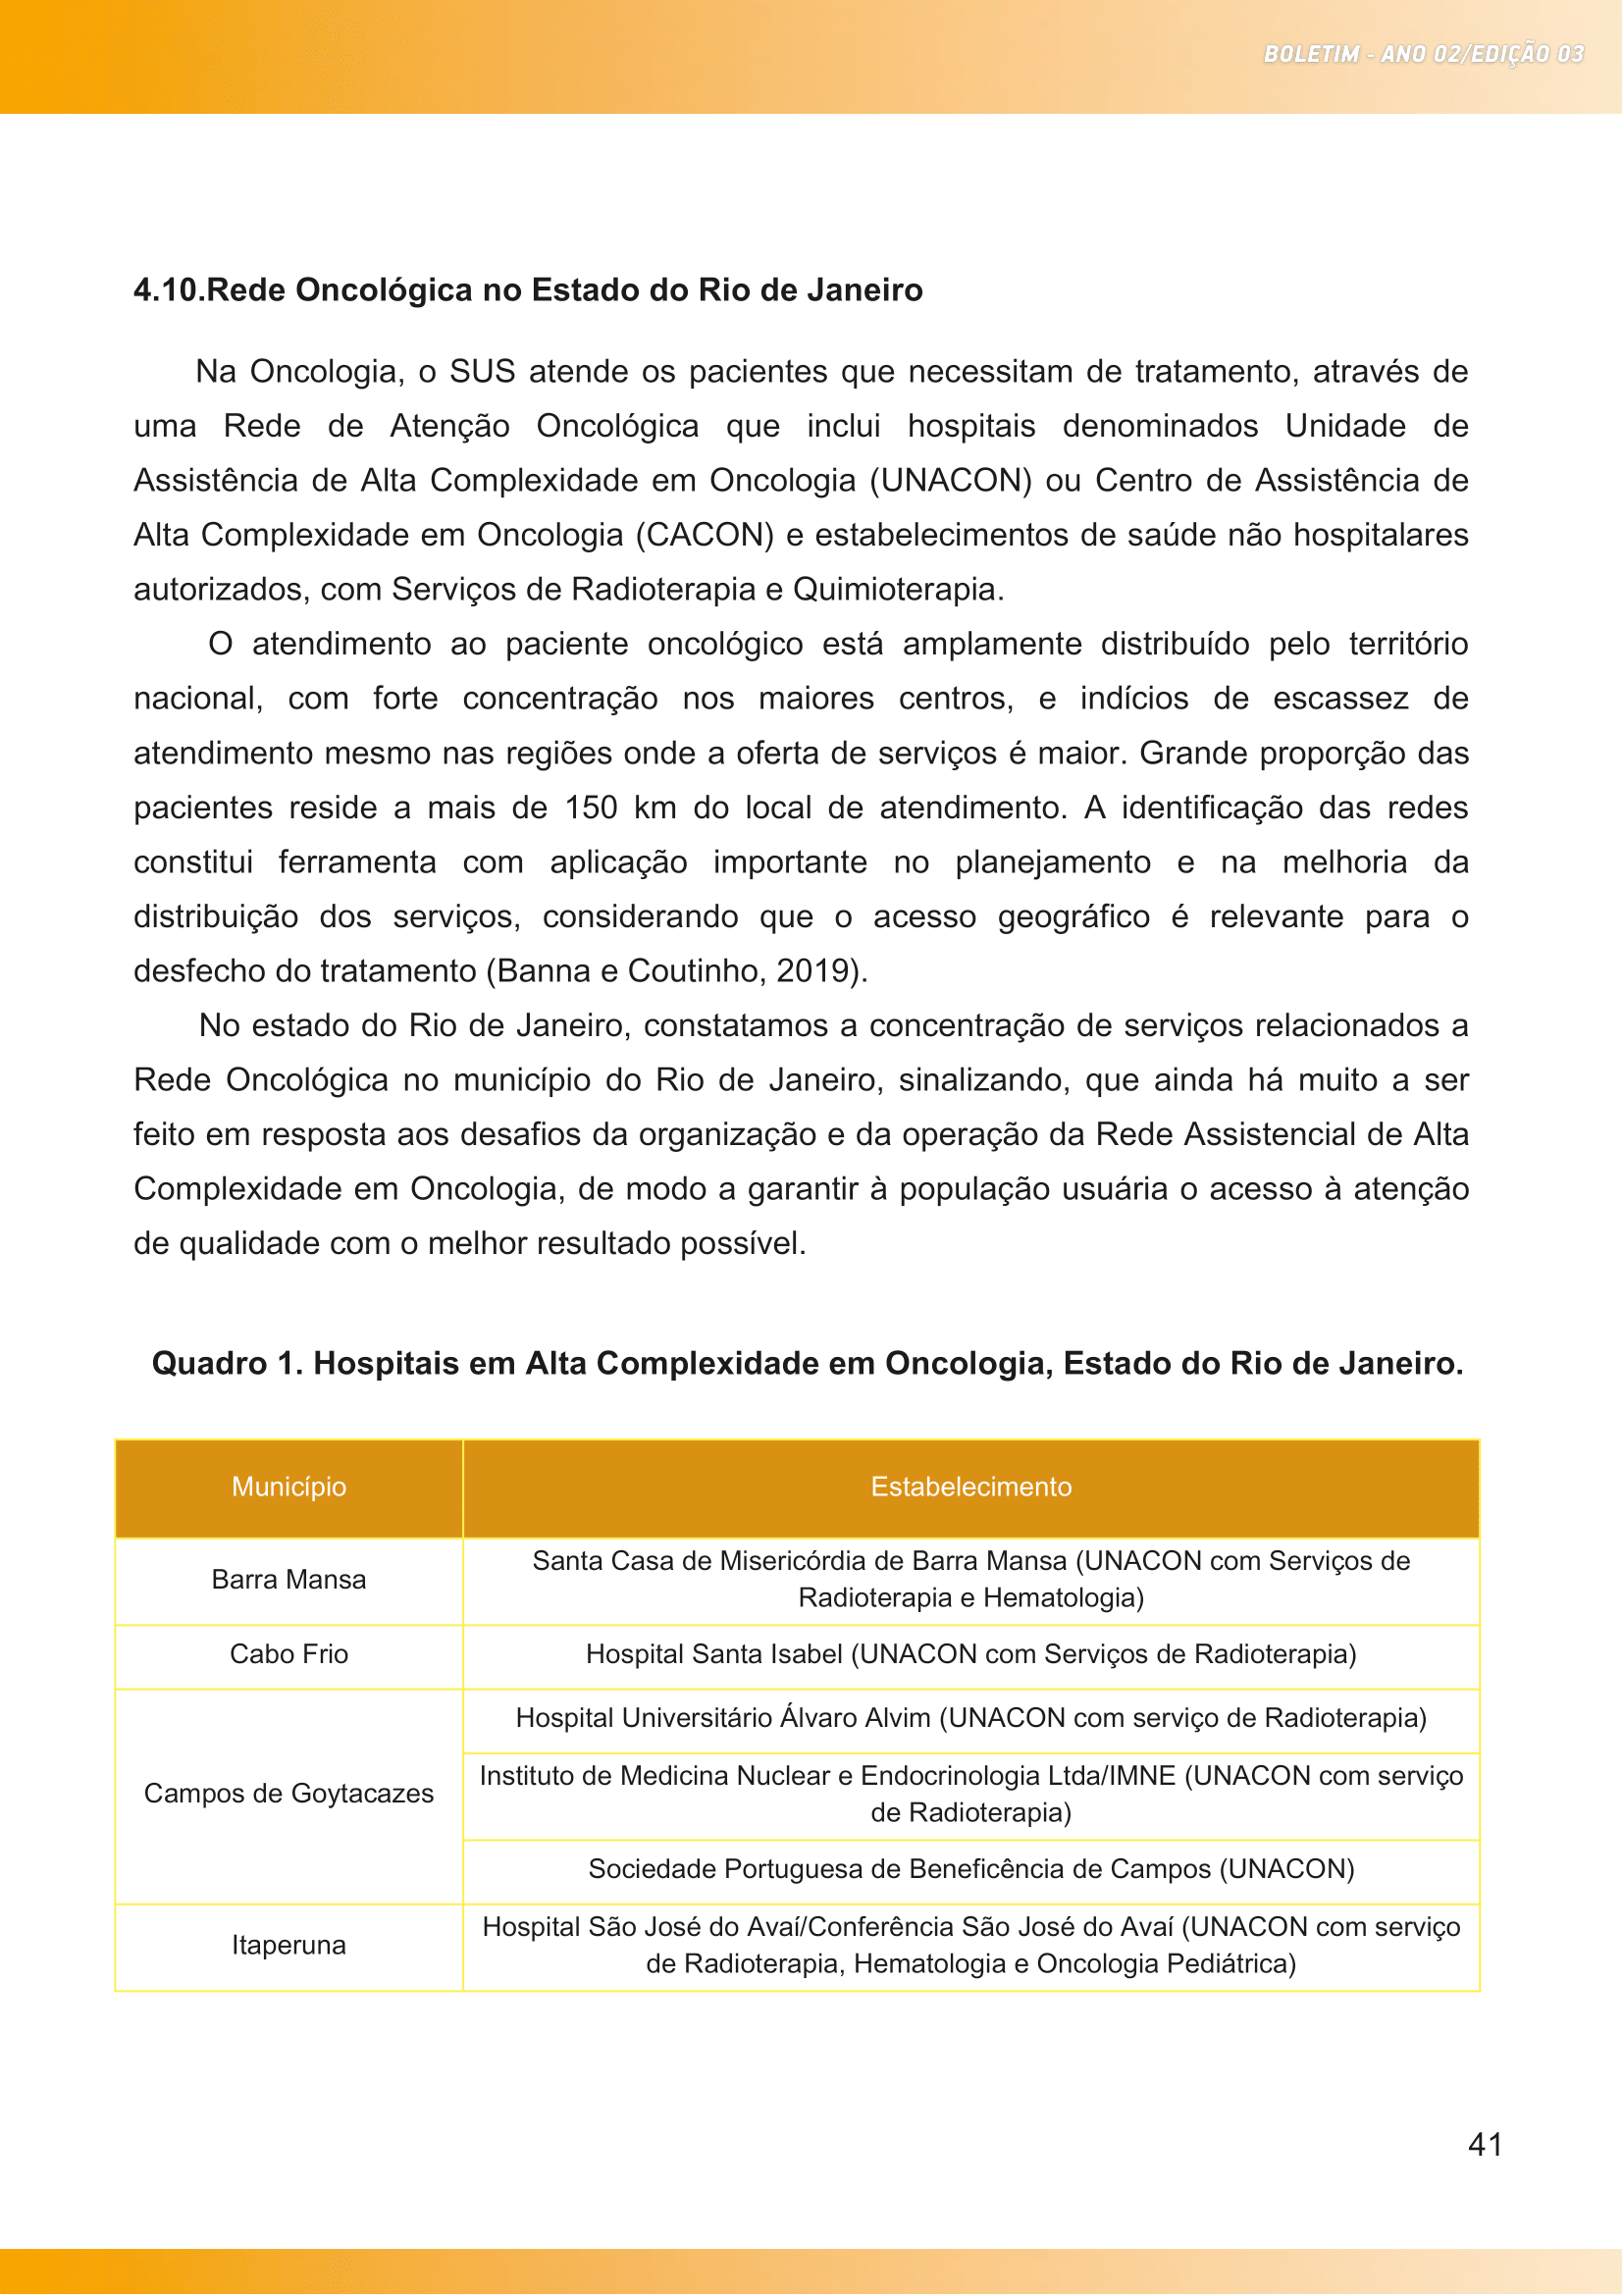 BOLETIM - ANO 02/EDIÇÃO 03
4.10.Rede Oncológica no Estado do Rio de Janeiro
Na Oncologia, o SUS atende os pacientes que necessitam de tratamento, através de
uma Rede de Atenção Oncológica que inclui hospitais denominados Unidade de
Assistência de Alta Complexidade em Oncologia (UNACON) ou Centro de Assistência de
Alta Complexidade em Oncologia (CACON) e estabelecimentos de saúde não hospitalares
autorizados, com Serviços de Radioterapia e Quimioterapia.
O atendimento ao paciente oncológico está amplamente distribuído pelo território
nacional, com forte concentração nos maiores centros, e indícios de escassez de
atendimento mesmo nas regiões onde a oferta de serviços é maior. Grande proporção das
pacientes reside a mais de 150 km do local de atendimento. A identificação das redes
constitui ferramenta com aplicação importante no planejamento e na melhoria da
distribuição dos serviços, considerando que o acesso geográfico é relevante para o
desfecho do tratamento (Banna e Coutinho, 2019).
No estado do Rio de Janeiro, constatamos a concentração de serviços relacionados a
Rede Oncológica no município do Rio de Janeiro, sinalizando, que ainda há muito a ser
feito em resposta aos desafios da organização e da operação da Rede Assistencial de Alta
Complexidade em Oncologia, de modo a garantir à população usuária o acesso à atenção
de qualidade com o melhor resultado possível.
Quadro 1. Hospitais em Alta Complexidade em Oncologia, Estado do Rio de Janeiro.
Município
Estabelecimento
Barra Mansa
Santa Casa de Misericórdia de Barra Mansa (UNACON com Serviços de
Radioterapia e Hematologia)
Cabo Frio
Hospital Santa Isabel (UNACON com Serviços de Radioterapia)
Campos de Goytacazes
Hospital Universitário Álvaro Alvim (UNACON com serviço de Radioterapia)
Instituto de Medicina Nuclear e Endocrinologia Ltda/IMNE (UNACON com serviço
de Radioterapia)
Sociedade Portuguesa de Beneficência de Campos (UNACON)
Itaperuna
Hospital São José do Avaí/Conferência São José do Avaí (UNACON com serviço
de Radioterapia, Hematologia e Oncologia Pediátrica)
41